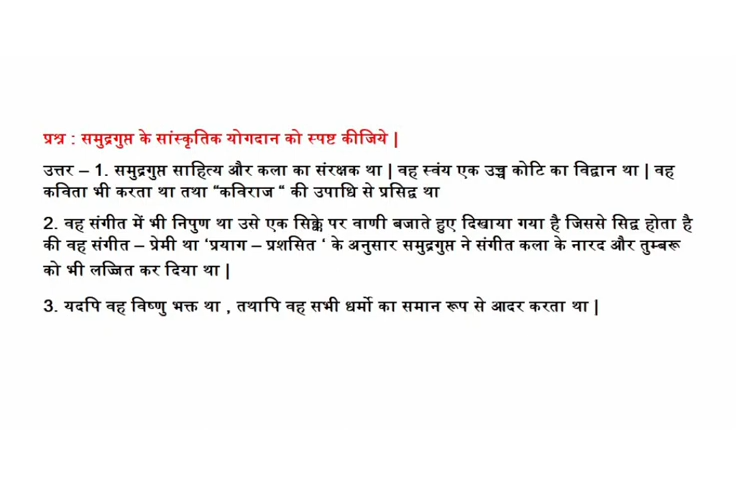 प्रश्न : समुद्रगुप्त के सांस्कृतिक योगदान को स्पष्ट कीजिये |
उत्तर – 1. समुद्रगुप्त साहित्य और कला का संरक्षक था | वह स्वंय एक उच्च कोटि का विद्वान था | वह
कविता भी करता था तथा “कविराज “ की उपाधि से प्रसिद्व था
2. वह संगीत में भी निपुण था उसे एक सिक्के पर वाणी बजाते हुए दिखाया गया है जिससे सिद्व होता है
की वह संगीत – प्रेमी था ‘प्रयाग – प्रशसित ‘ के अनुसार समुद्रगुप्त ने संगीत कला के नारद और तुम्बरू
को भी लज्जित कर दिया था |
3. यदपि वह विष्णु भक्त था , तथापि वह सभी धर्मो का समान रूप से आदर करता था |